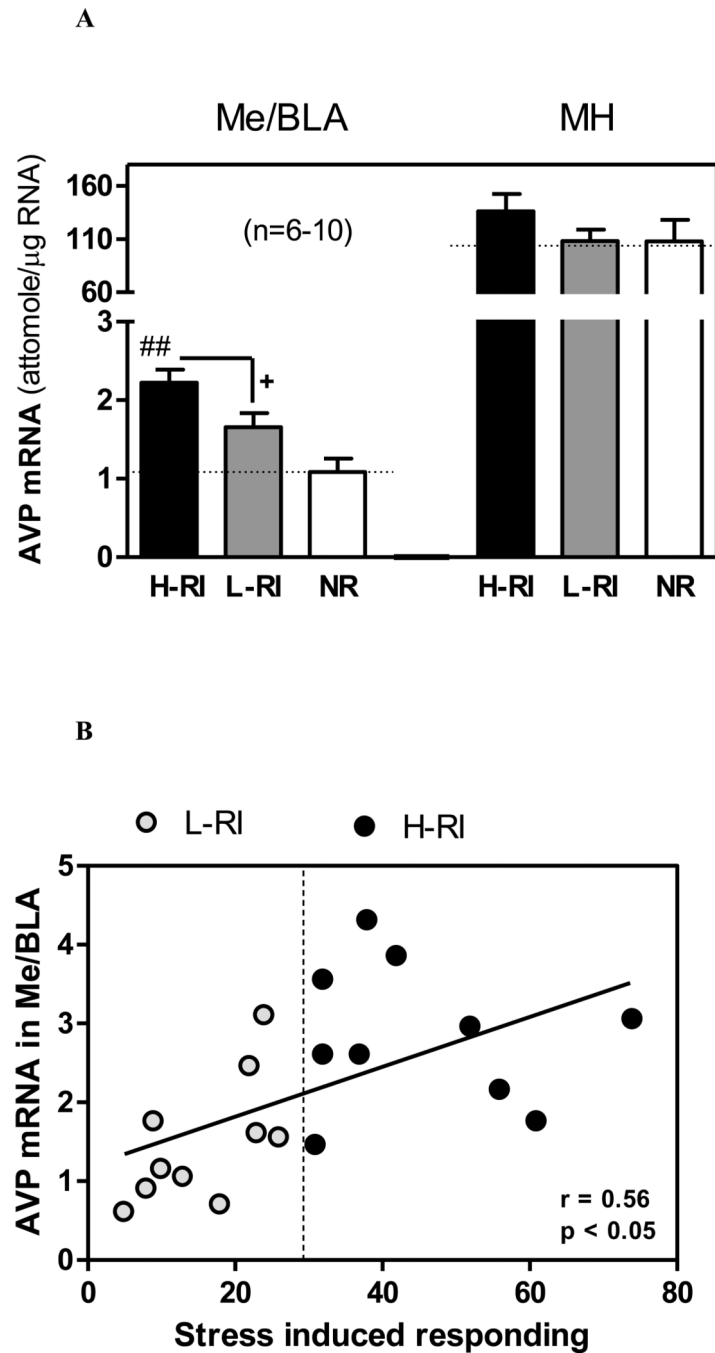 A
Me/BLA MH
AVP mRNA (attomole/µg RNA)
160
110
60
3
2
1
0
(n=6-10)
##
+
H-RI L-RI NR H-RI L-RI NR
B
L-RI H-RI
AVP mRNA in Me/BLA
5
4
3
2
1
0
r = 0.56
p < 0.05
0 20 40 60 80
Stress induced responding